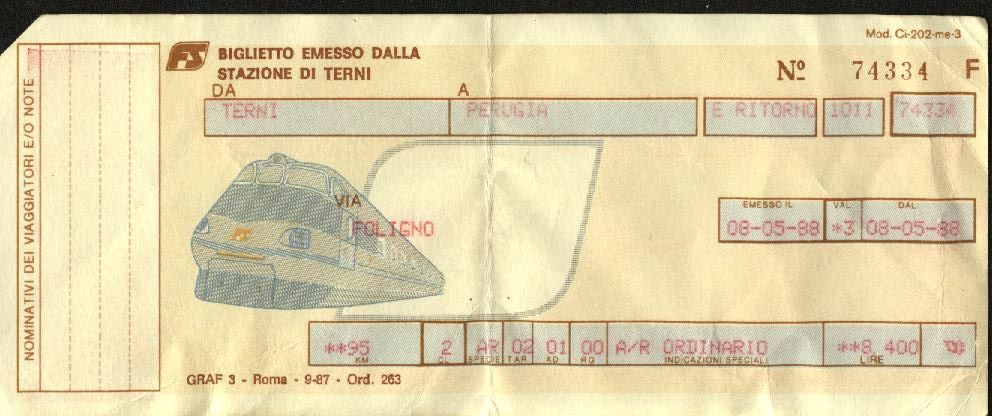 Mod. Ci-202-me-3
FS BIGLIETTO EMESSO DALLA
STAZIONE DI TERNI
Nº 74334 F
DA A
TERNI PERUGIA E RITORNO 1011 74334
NOMINATIVI DEI VIAGGIATORI E/O NOTE
VIA
FOLIGNO
FS
EMESSO IL VAL. DAL
08-05-88 *3 08-05-88
**95 2 AR 02 01 00 A/R ORDINARIO **8.400
KM CL SPECIE TAR. AD RG INDICAZIONI SPECIALI LIRE
GRAF 3 - Roma - 9-87 - Ord. 263